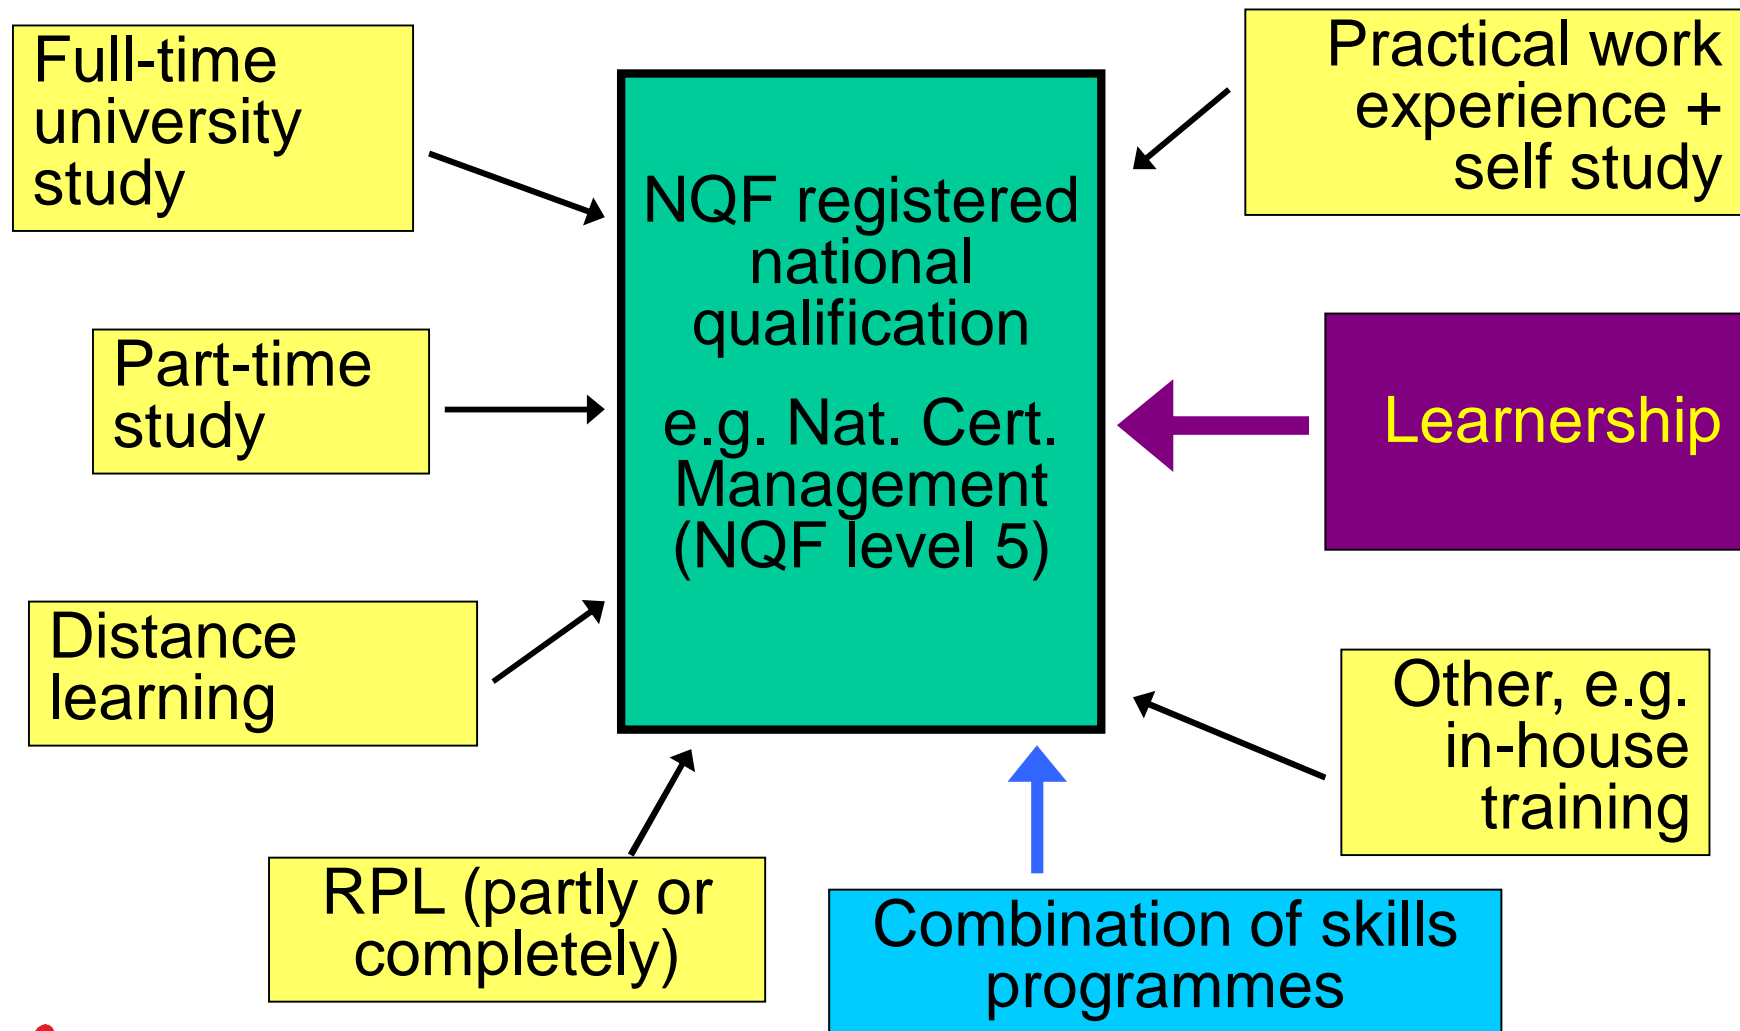 Full-time
university
study
Part-time
study
Distance
learning
RPL (partly or
completely)
NQF registered
national
qualification
e.g. Nat. Cert.
Management
(NQF level 5)
Combination of skills
programmes
Practical work
experience +
self study
Learnership
Other, e.g.
in-house
training